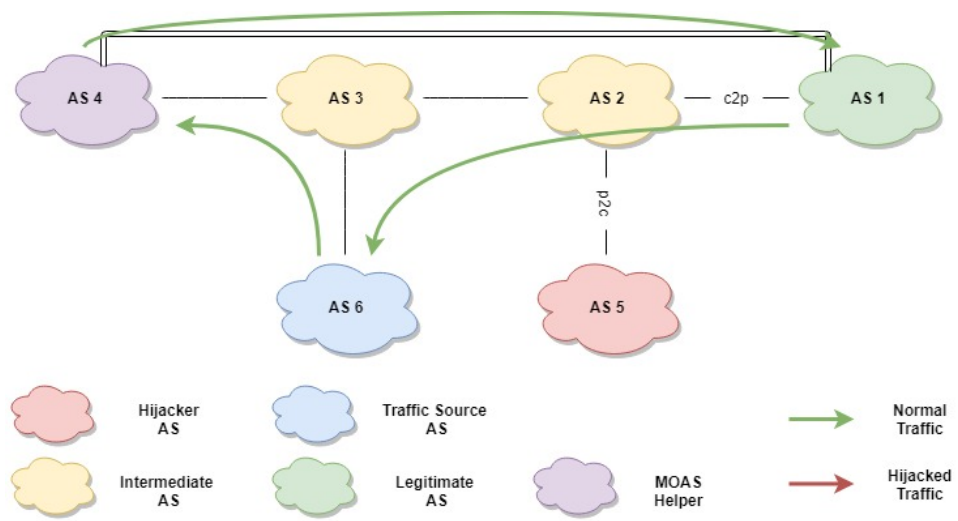 AS 4
AS 3
AS 2
c2p
AS 1
p2c
AS 6
AS 5
Hijacker
AS
Traffic Source
AS
Normal
Traffic
Intermediate
AS
Legitimate
AS
MOAS
Helper
Hijacked
Traffic